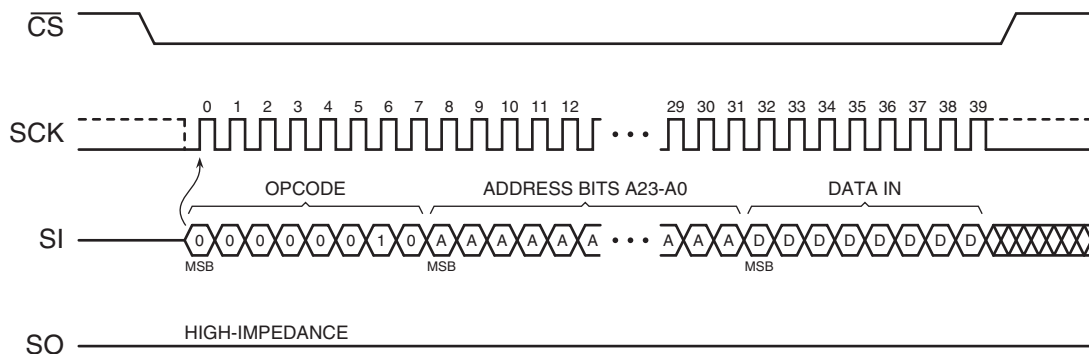 CS
0 1 2 3 4 5 6 7 8 9 10 11 12 29 30 31 32 33 34 35 36 37 38 39
SCK
OPCODE ADDRESS BITS A23-A0 DATA IN
SI 0 0 0 0 0 0 1 0 A A A A A A A A A D D D D D D D D
MSB MSB MSB
HIGH-IMPEDANCE
SO